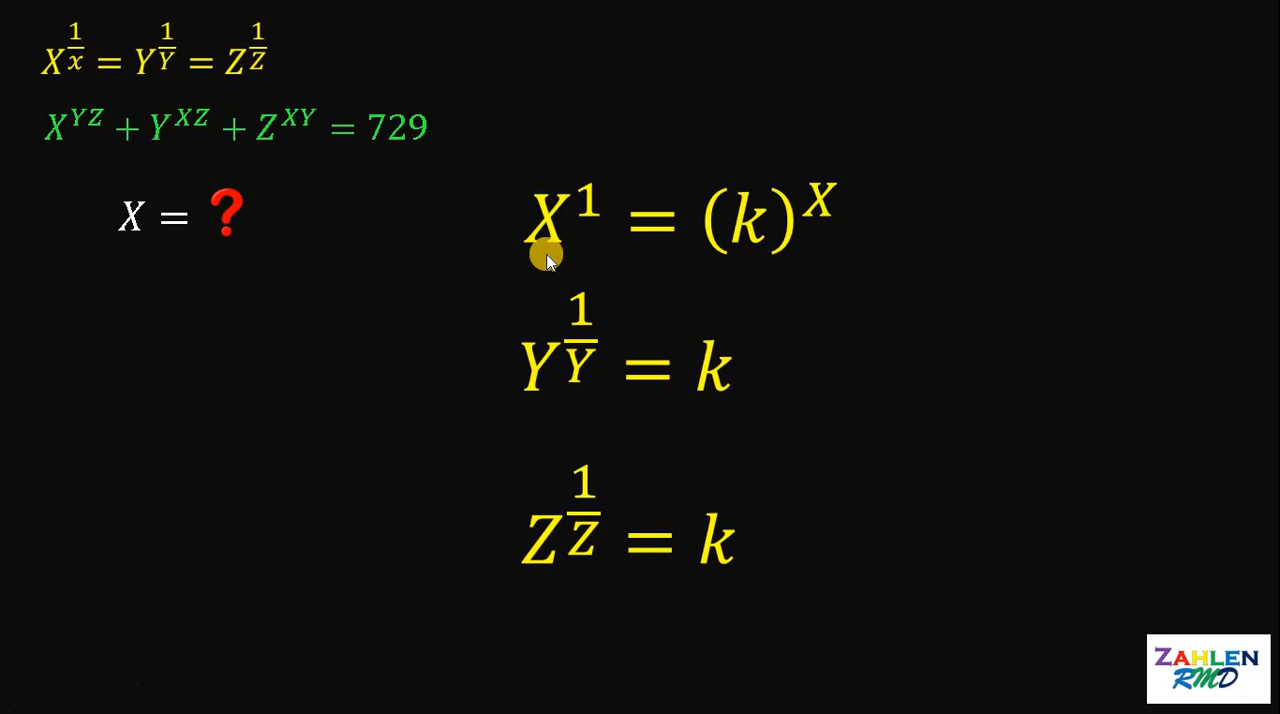 X^{1/x} = Y^{1/Y} = Z^{1/Z}
X^{YZ} + Y^{XZ} + Z^{XY} = 729
X = ❓
X^1 = (k)^X
Y^{1/Y} = k
Z^{1/Z} = k
ZAHLEN
RMD